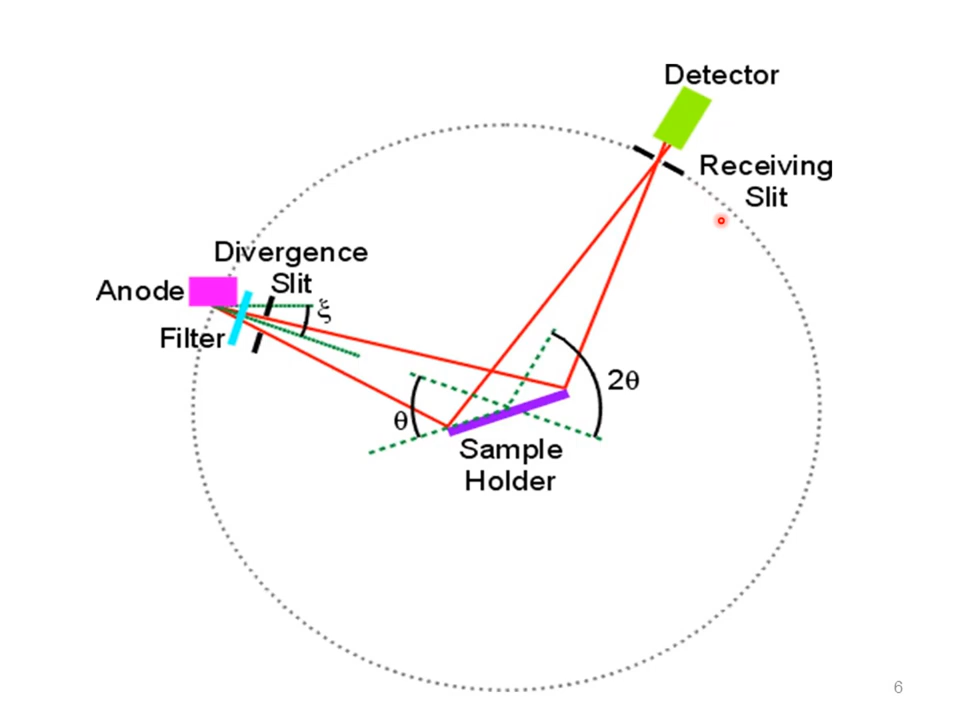 Detector
Receiving
Slit
Divergence
Slit
Anode
ξ
Filter
2θ
θ
Sample
Holder
6